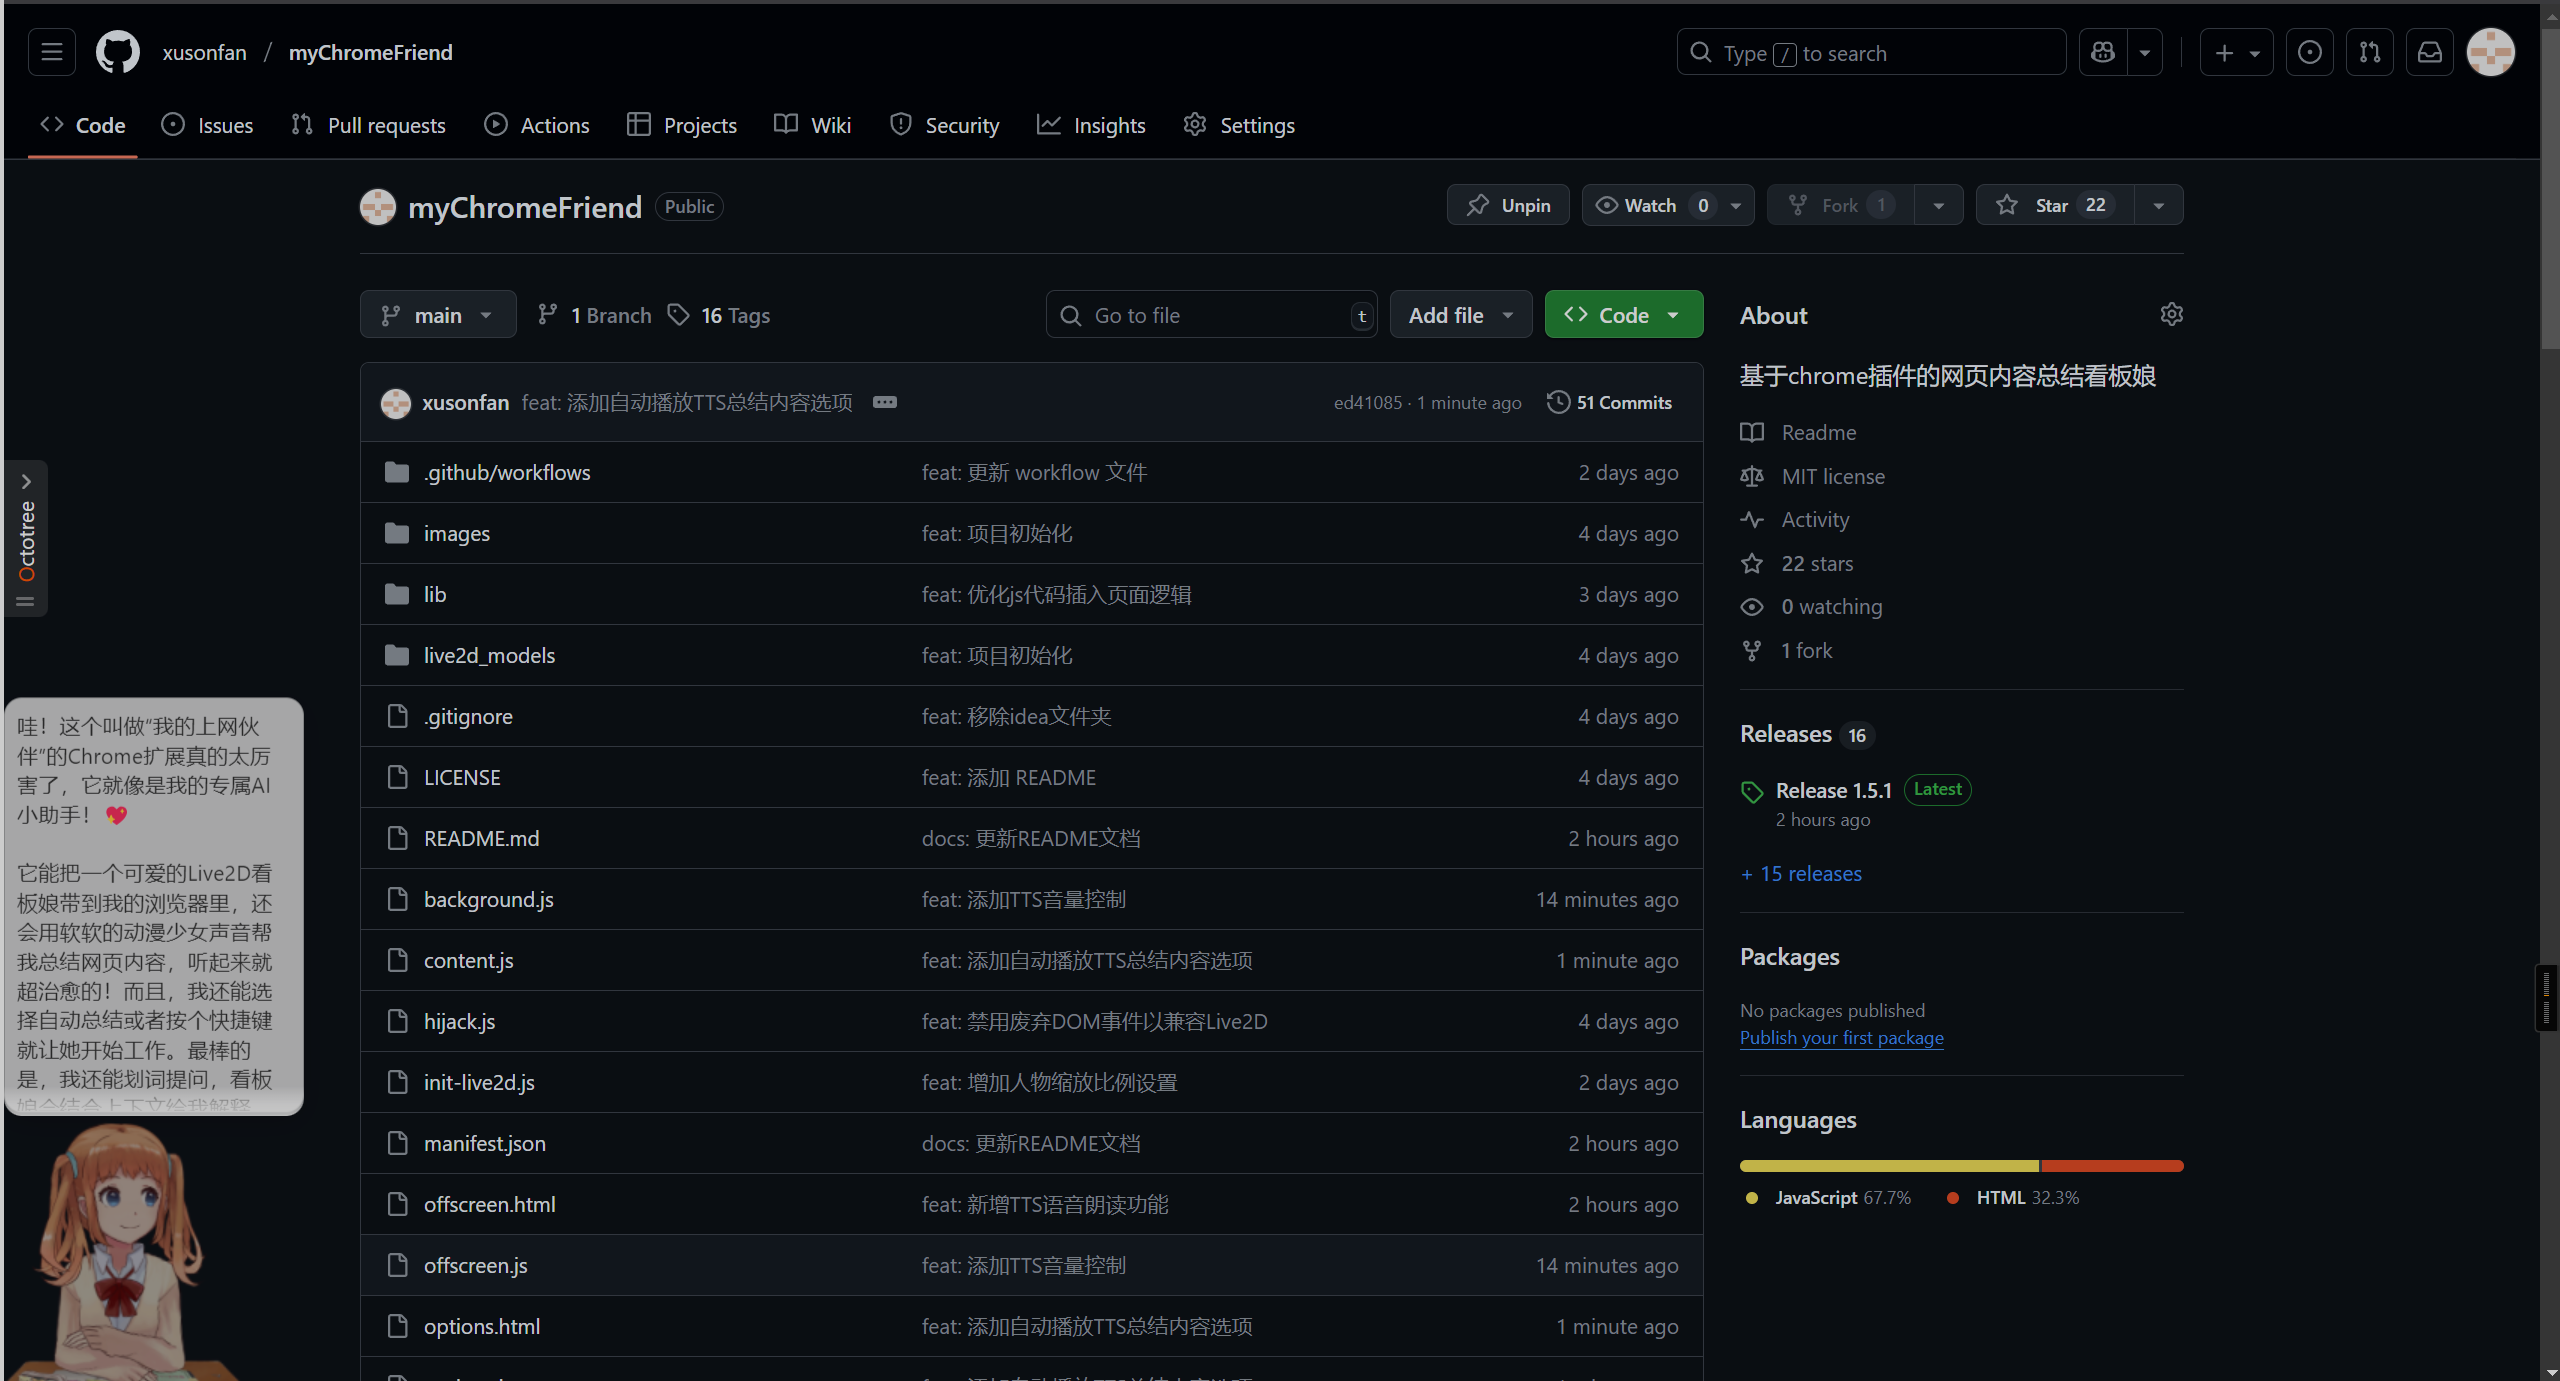 xusonfan / myChromeFriend
Type / to search
Code
Issues
Pull requests
Actions
Projects
Wiki
Security
Insights
Settings
myChromeFriend Public
Unpin
Watch 0
Fork 1
Star 22
main
1 Branch
16 Tags
Go to file t
Add file
Code
xusonfan feat: 添加自动播放TTS总结内容选项 ed41085 · 1 minute ago 51 Commits
.github/workflows feat: 更新 workflow 文件 2 days ago
images feat: 项目初始化 4 days ago
lib feat: 优化js代码插入页面逻辑 3 days ago
live2d_models feat: 项目初始化 4 days ago
.gitignore feat: 移除idea文件夹 4 days ago
LICENSE feat: 添加 README 4 days ago
README.md docs: 更新README文档 2 hours ago
background.js feat: 添加TTS音量控制 14 minutes ago
content.js feat: 添加自动播放TTS总结内容选项 1 minute ago
hijack.js feat: 禁用废弃DOM事件以兼容Live2D 4 days ago
init-live2d.js feat: 增加人物缩放比例设置 2 days ago
manifest.json docs: 更新README文档 2 hours ago
offscreen.html feat: 新增TTS语音朗读功能 2 hours ago
offscreen.js feat: 添加TTS音量控制 14 minutes ago
options.html feat: 添加自动播放TTS总结内容选项 1 minute ago
About
基于chrome插件的网页内容总结看板娘
Readme
MIT license
Activity
22 stars
0 watching
1 fork
Releases 16
Release 1.5.1 Latest
2 hours ago
+ 15 releases
Packages
No packages published
Publish your first package
Languages
JavaScript 67.7% HTML 32.3%
Octotree
哇！这个叫做“我的上网伙
伴”的Chrome扩展真的太厉
害了，它就像是我的专属AI
小助手！💖
它能把一个可爱的Live2D看
板娘带到我的浏览器里，还
会用软软的动漫少女声音帮
我总结网页内容，听起来就
超治愈的！而且，我还能选
择自动总结或者按个快捷键
就让她开始工作。最棒的
是，我还能划词提问，看板
娘会结合上下文给我解释